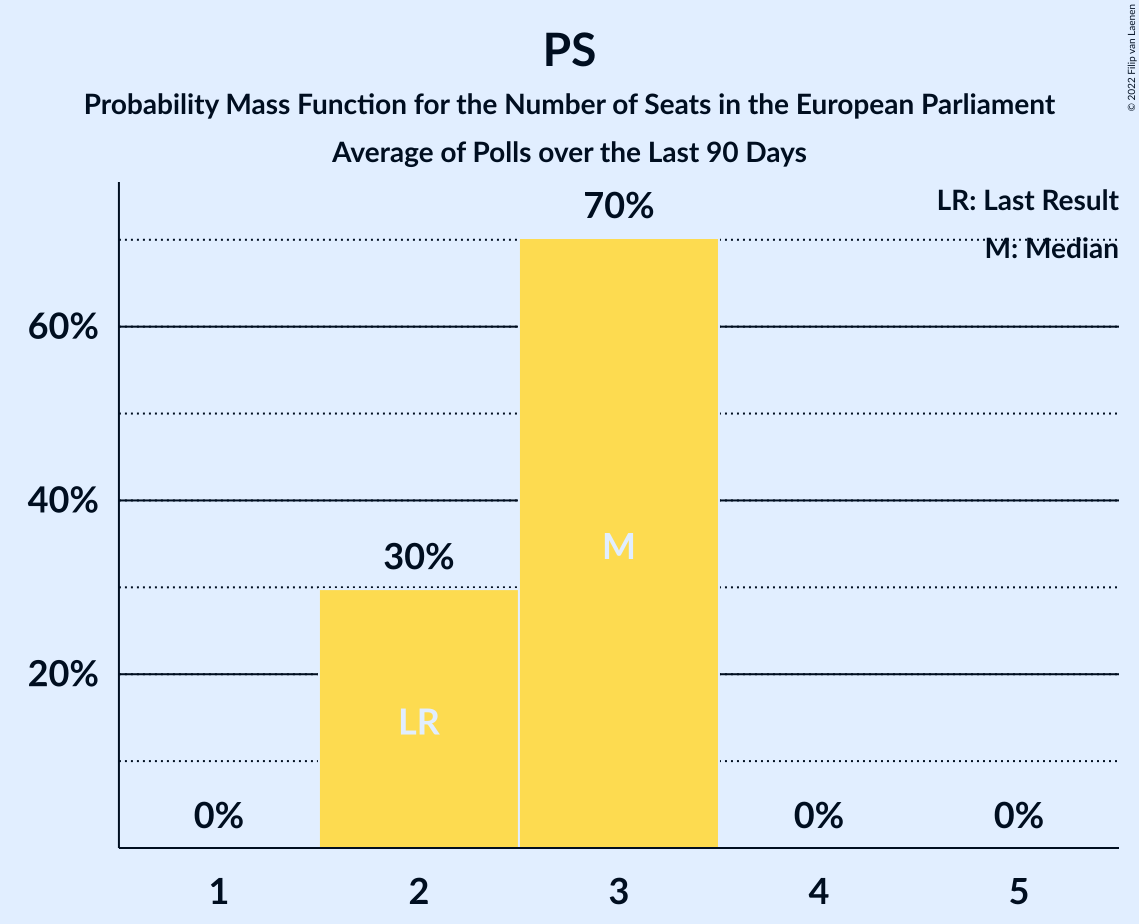 PS
Probability Mass Function for the Number of Seats in the European Parliament
Average of Polls over the Last 90 Days
© 2022 Filip van Laenen
LR: Last Result
M: Median
70%
60%
40%
30%
20%
M
LR
0%
0%
0%
1
2
3
4
5